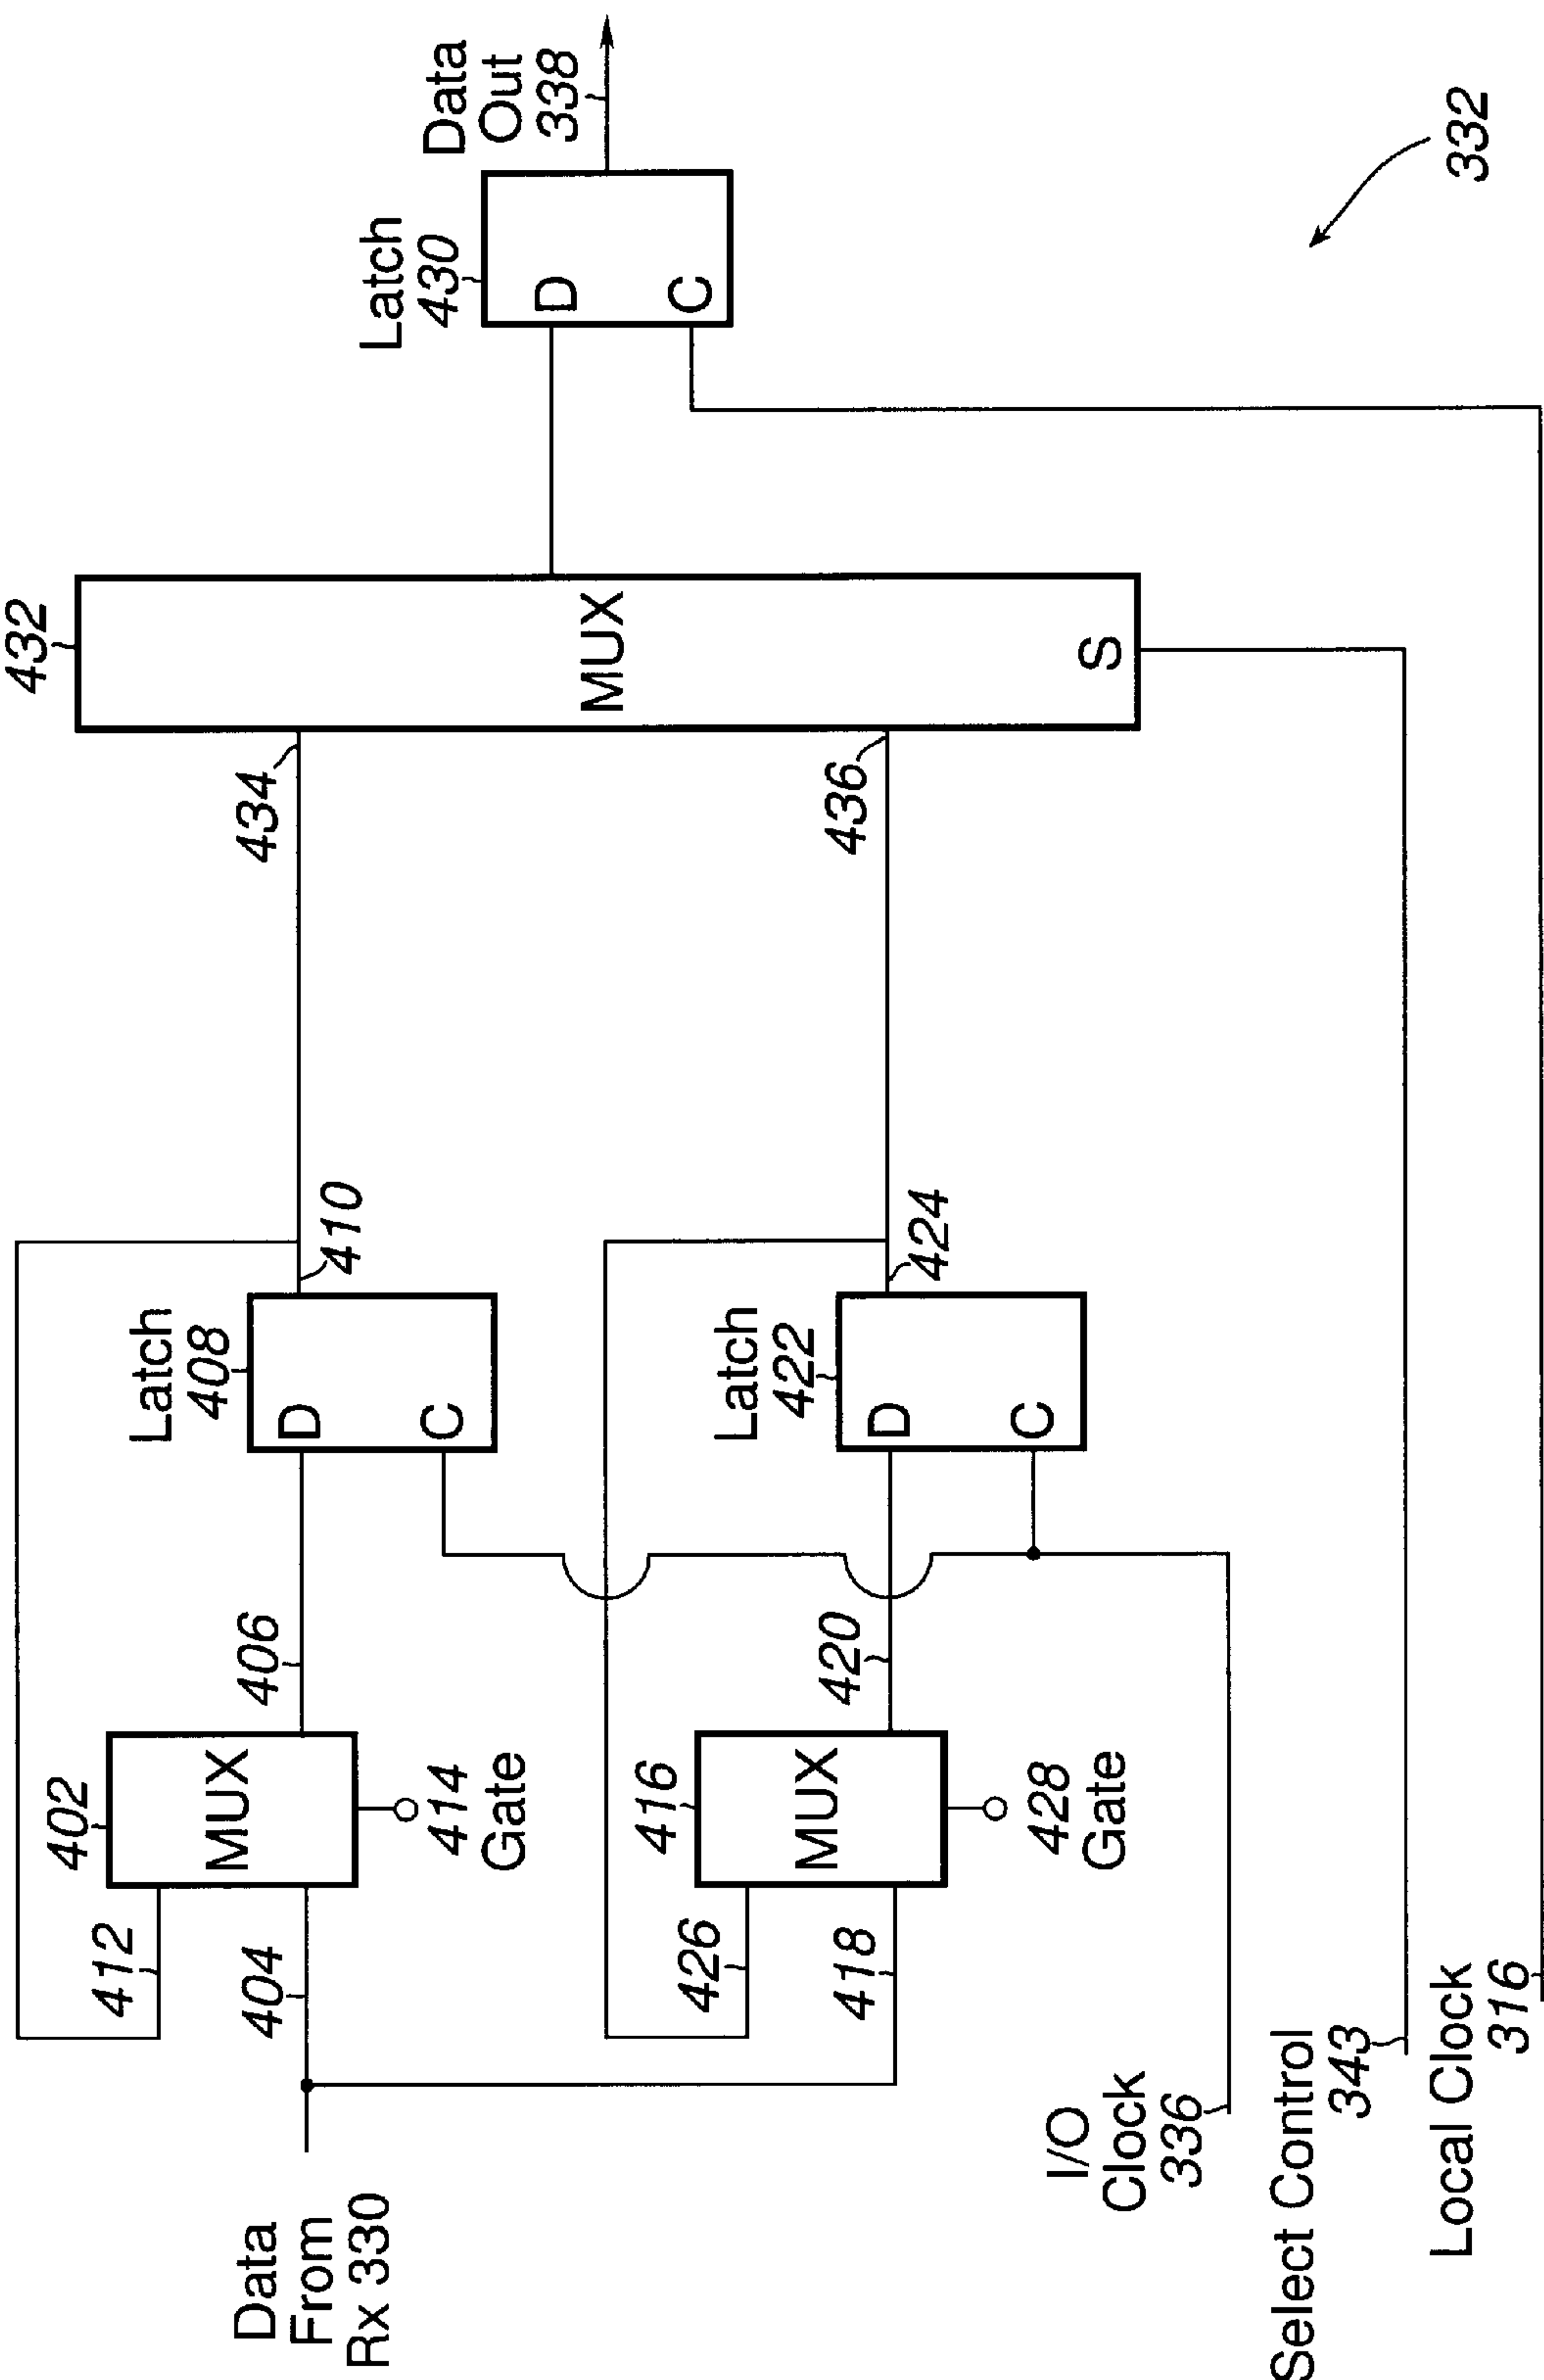 432
Latch
430
D
C
Data
Out
338
434
MUX
436
S
332
Latch
408
D
C
410
Latch
422
D
C
424
402
MUX
406
414
Gate
416
MUX
420
428
Gate
412
404
426
418
Data
From
Rx 330
I/O
Clock
336
Select Control
343
Local Clock
316